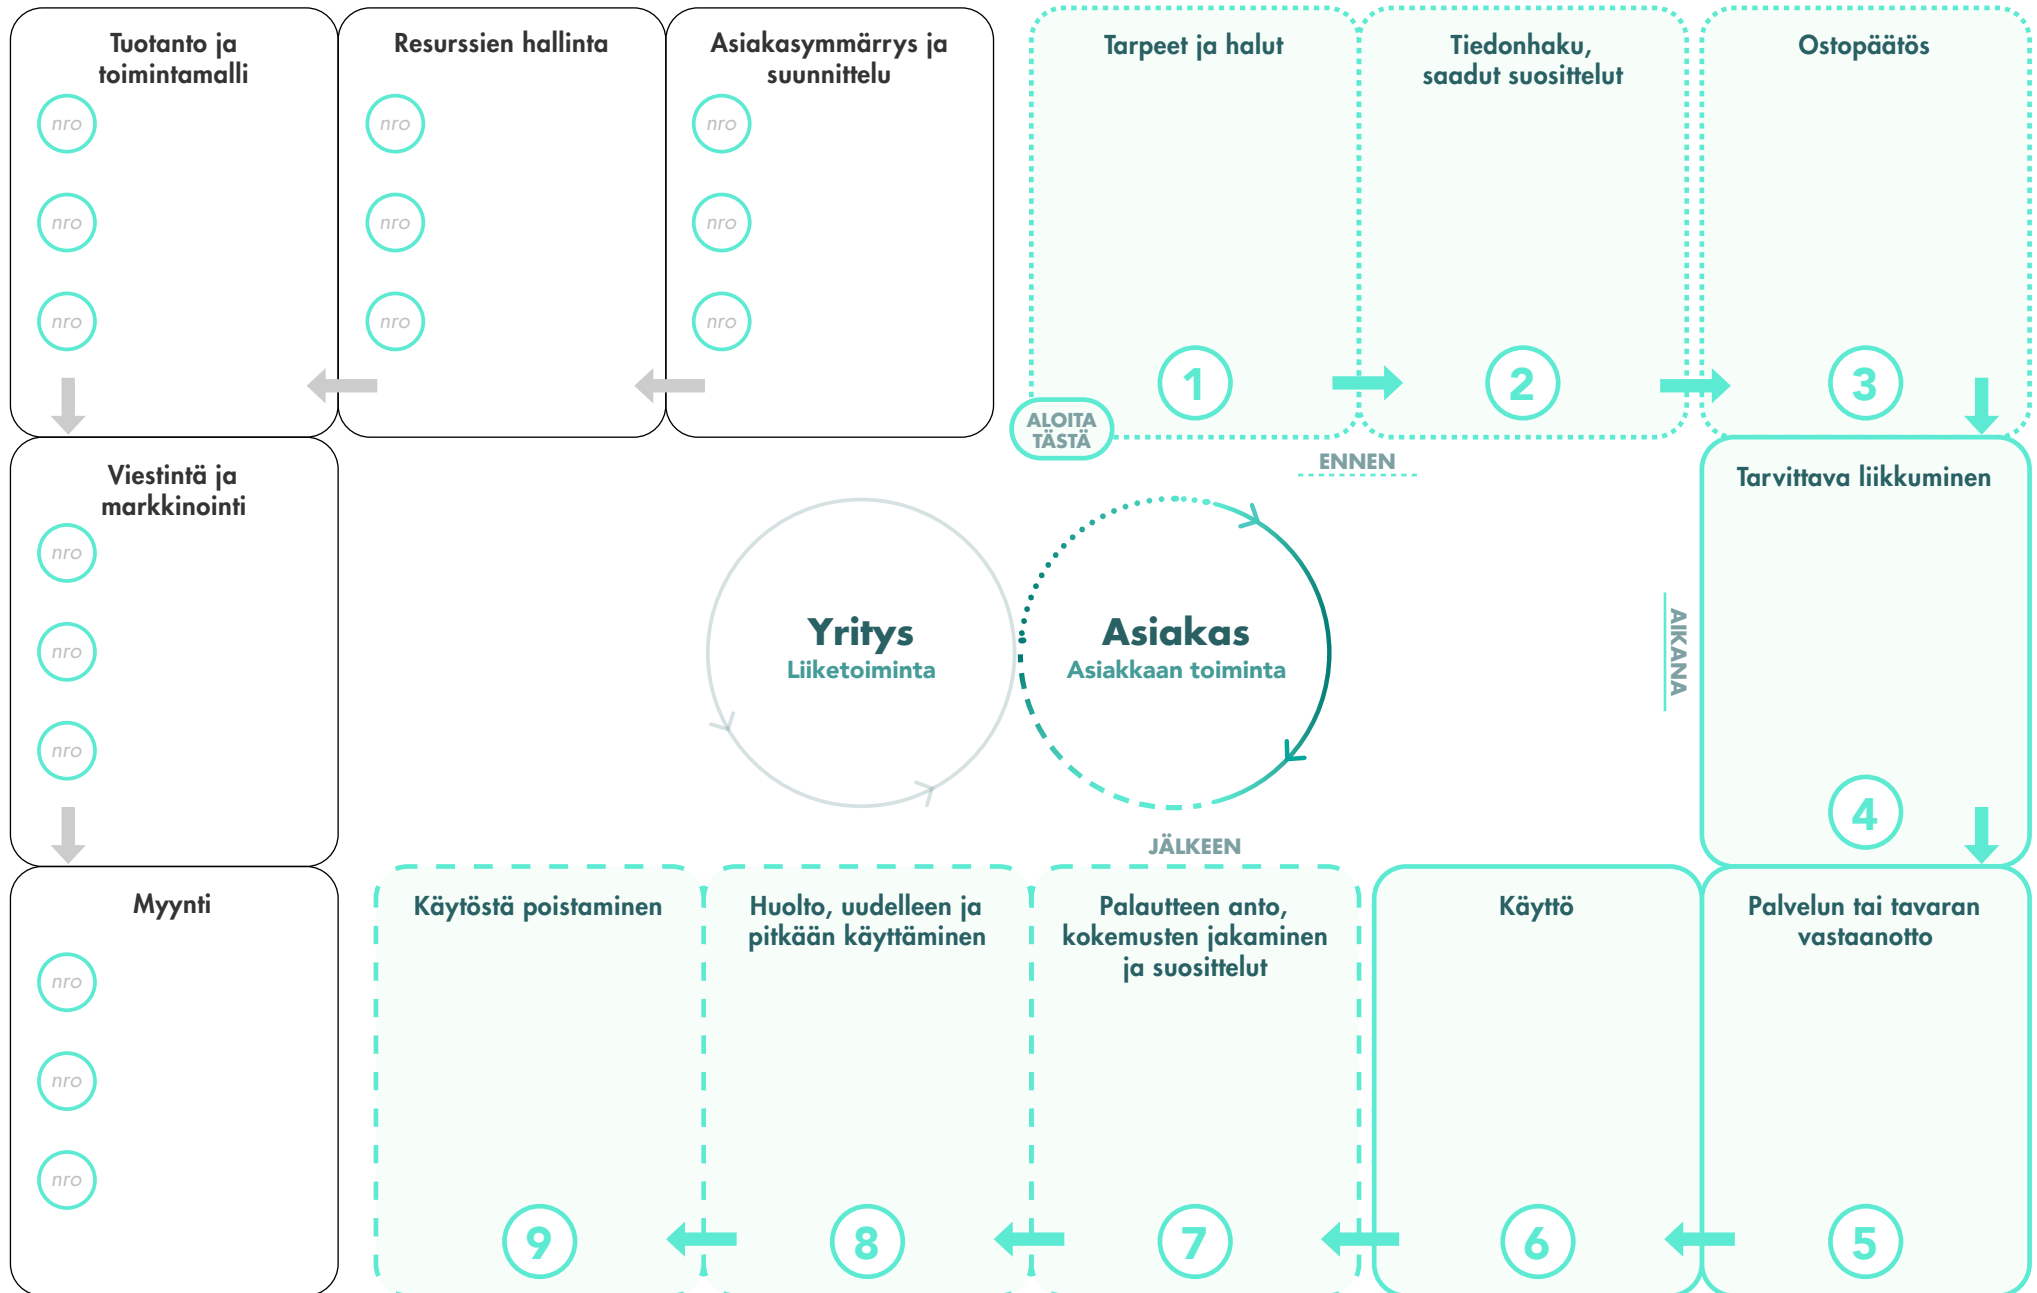 Tuotanto ja
toimintamalli
nro
nro
nro
Resurssien hallinta
nro
nro
nro
Asiakasymmärrys ja
suunnittelu
nro
nro
nro
Tarpeet ja halut
1
ALOITA
TÄSTÄ
Tiedonhaku,
saadut suosittelut
2
Ostopäätös
3
ENNEN
Viestintä ja
markkinointi
nro
nro
nro
Yritys
Liiketoiminta
Asiakas
Asiakkaan toiminta
AIKANA
Tarvittava liikkuminen
4
JÄLKEEN
Myynti
nro
nro
nro
Käytöstä poistaminen
9
Huolto, uudelleen ja
pitkään käyttäminen
8
Palautteen anto,
kokemusten jakaminen
ja suosittelut
7
Käyttö
6
Palvelun tai tavaran
vastaanotto
5